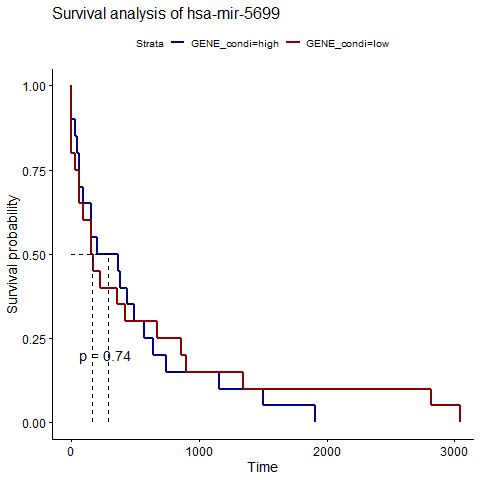 Survival analysis of hsa-mir-5699
Strata GENE_condi=high GENE_condi=low
Survival probability
1.00
0.75
0.50
0.25
0.00
p = 0.74
0 1000 2000 3000
Time